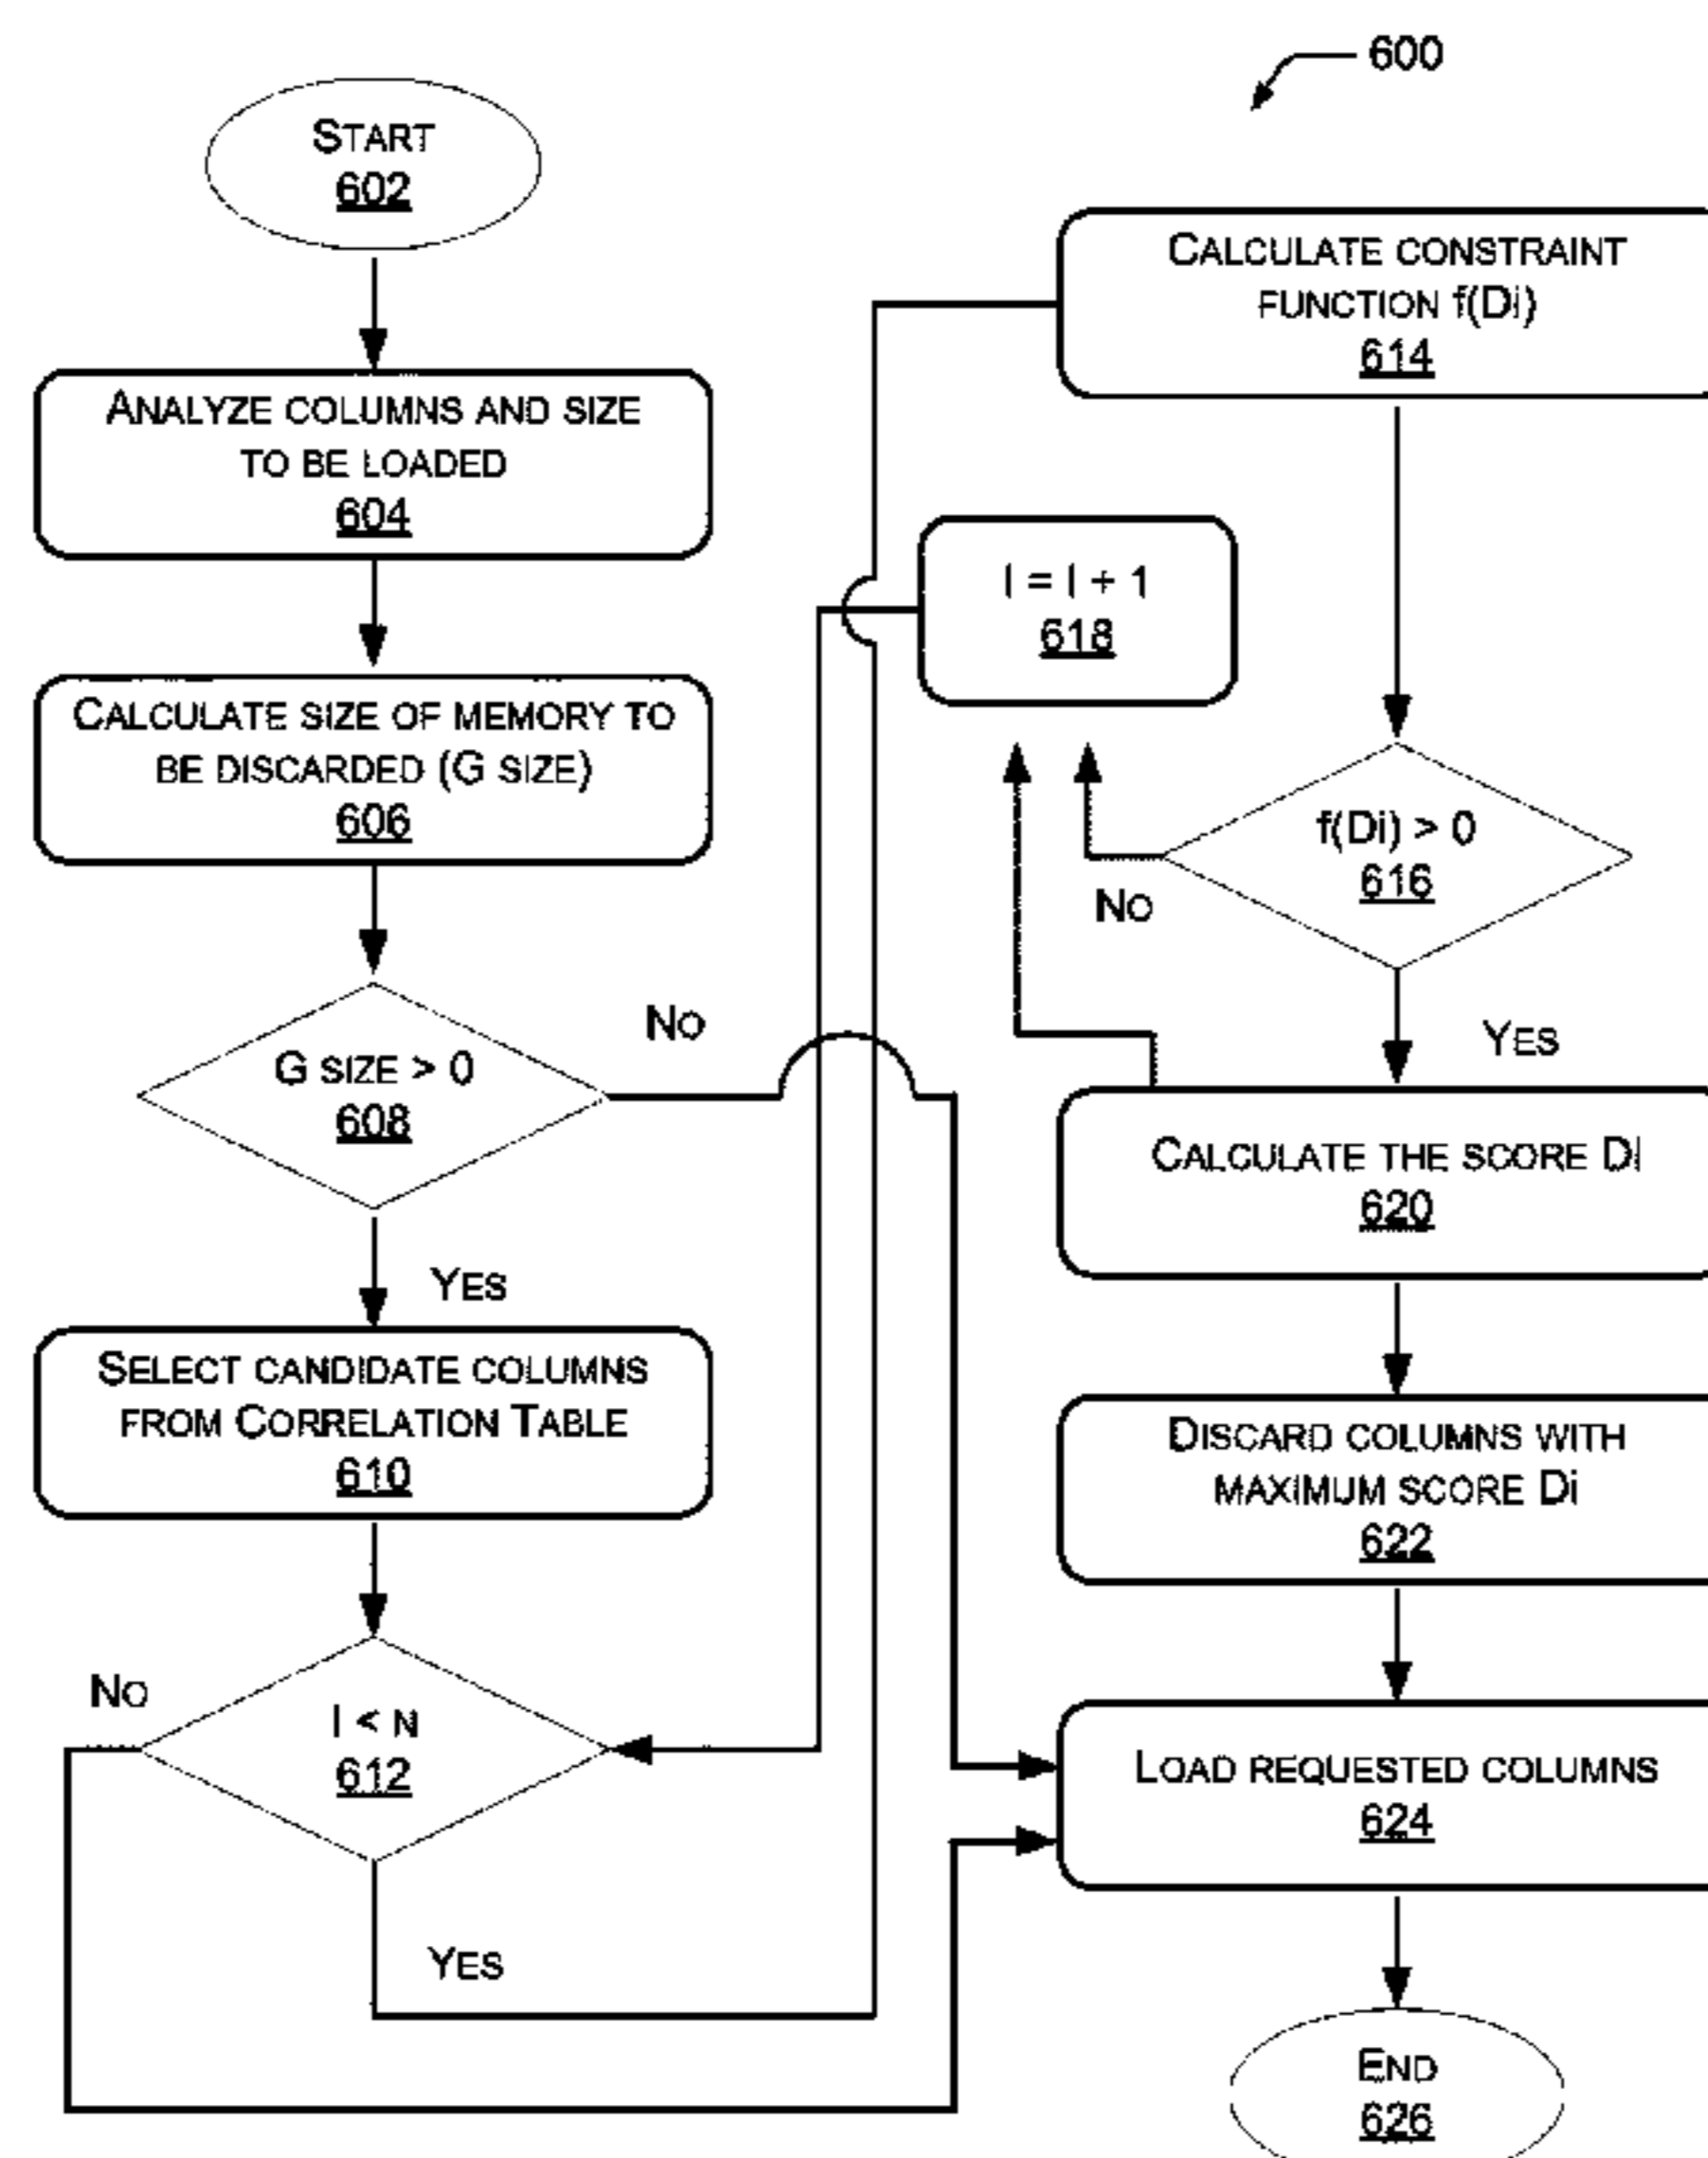 600
START
602
ANALYZE COLUMNS AND SIZE
TO BE LOADED
604
CALCULATE SIZE OF MEMORY TO
BE DISCARDED (G SIZE)
606
G SIZE > 0
608
NO
YES
SELECT CANDIDATE COLUMNS
FROM CORRELATION TABLE
610
I < N
612
NO
YES
CALCULATE CONSTRAINT
FUNCTION f(Di)
614
I = I + 1
618
f(Di) > 0
616
NO
YES
CALCULATE THE SCORE DI
620
DISCARD COLUMNS WITH
MAXIMUM SCORE Di
622
LOAD REQUESTED COLUMNS
624
END
626